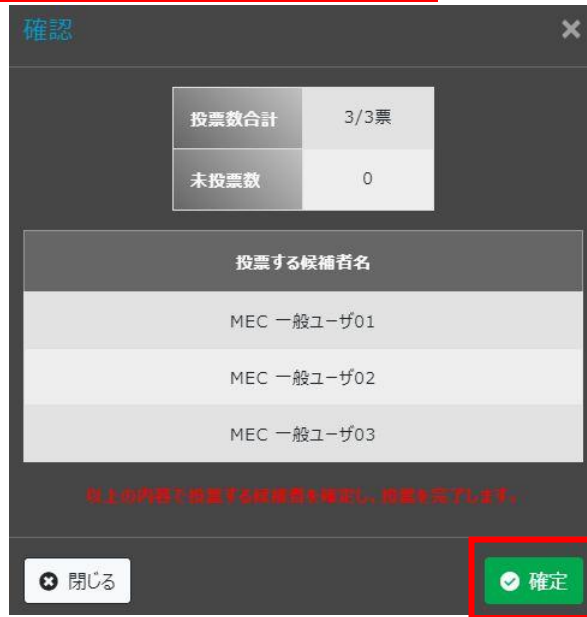 確認
投票数合計 3/3票
未投票数 0
投票する候補者名
MEC 一般ユーザ01
MEC 一般ユーザ02
MEC 一般ユーザ03
以上の内容で投票する候補者を確定し、投票を完了します。
閉じる 確定